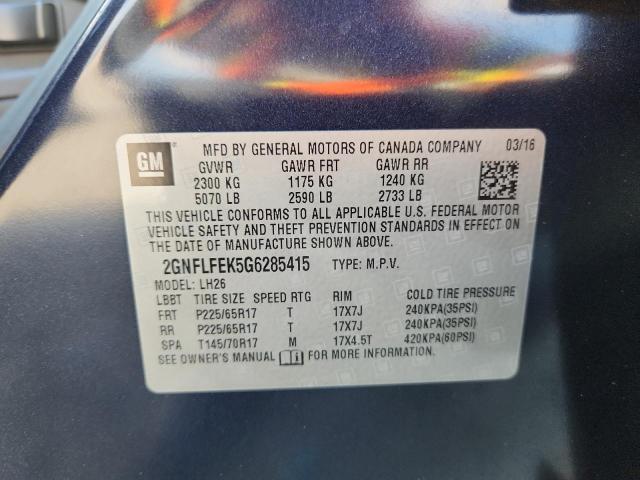 GM
MFD BY GENERAL MOTORS OF CANADA COMPANY 03/16
GVWR GAWR FRT GAWR RR
2300 KG 1175 KG 1240 KG
5070 LB 2590 LB 2733 LB
THIS VEHICLE CONFORMS TO ALL APPLICABLE U.S. FEDERAL MOTOR
VEHICLE SAFETY AND THEFT PREVENTION STANDARDS IN EFFECT ON
THE DATE OF MANUFACTURE SHOWN ABOVE.
2GNFLFEK5G6285415 TYPE: M.P.V.
MODEL: LH26
LBBT TIRE SIZE SPEED RTG RIM COLD TIRE PRESSURE
FRT P225/65R17 T 17X7J 240KPA(35PSI)
RR P225/65R17 T 17X7J 240KPA(35PSI)
SPA T145/70R17 M 17X4.5T 420KPA(60PSI)
SEE OWNER'S MANUAL FOR MORE INFORMATION.